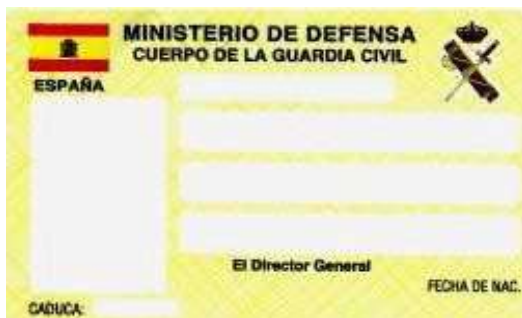 MINISTERIO DE DEFENSA
CUERPO DE LA GUARDIA CIVIL
ESPAÑA
El Director General
FECHA DE NAC.
CADUCA: